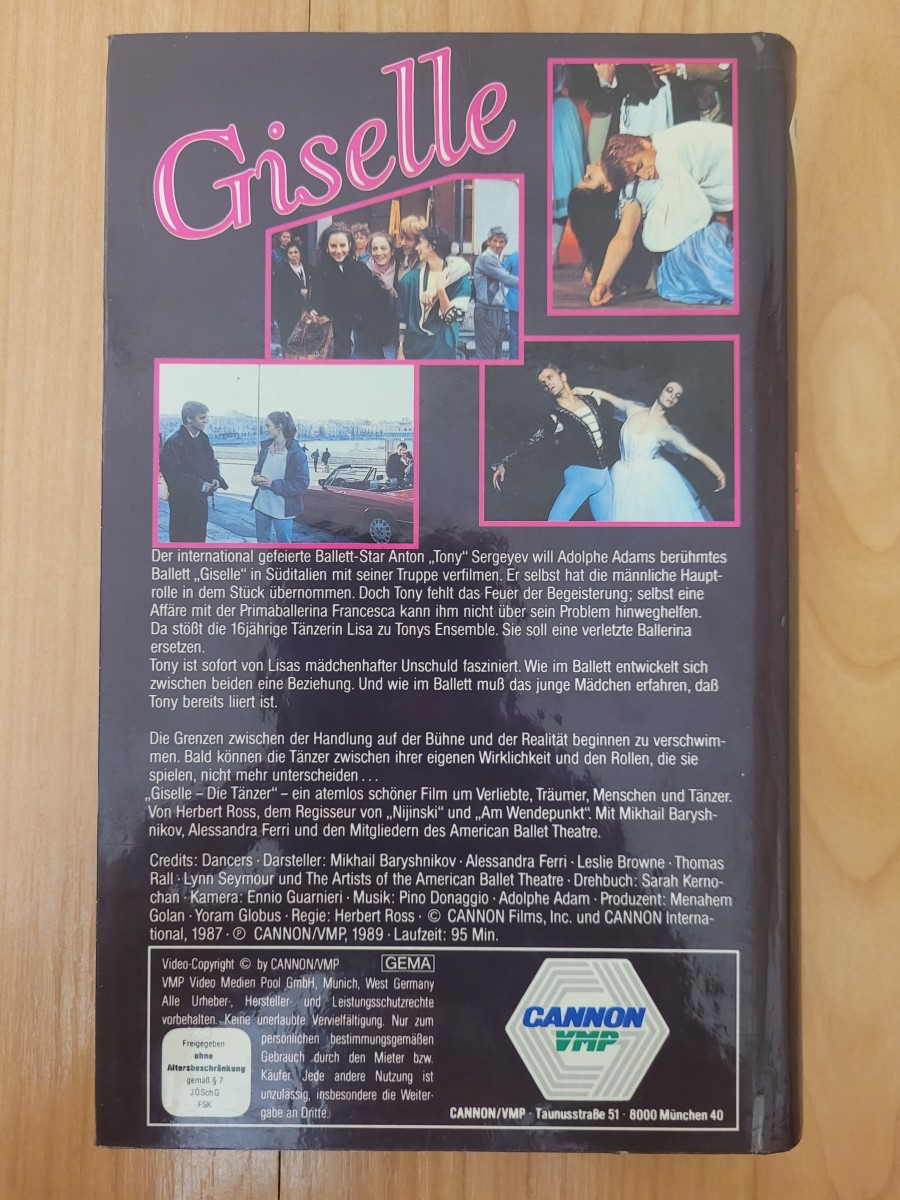 Giselle
Der international gefeierte Ballett-Star Anton „Tony" Sergeyev will Adolphe Adams berühmtes
Ballett „Giselle" in Süditalien mit seiner Truppe verfilmen. Er selbst hat die männliche Haupt-
rolle in dem Stück übernommen. Doch Tony fehlt das Feuer der Begeisterung; selbst eine
Affäre mit der Primaballerina Francesca kann ihm nicht über sein Problem hinweghelfen.
Da stößt die 16jährige Tänzerin Lisa zu Tonys Ensemble. Sie soll eine verletzte Ballerina
ersetzen.
Tony ist sofort von Lisas mädchenhafter Unschuld fasziniert. Wie im Ballett entwickelt sich
zwischen beiden eine Beziehung. Und wie im Ballett muß das junge Mädchen erfahren, daß
Tony bereits liiert ist.
Die Grenzen zwischen der Handlung auf der Bühne und der Realität beginnen zu verschwim-
men. Bald können die Tänzer zwischen ihrer eigenen Wirklichkeit und den Rollen, die sie
spielen, nicht mehr unterscheiden . . .
„Giselle – Die Tänzer" – ein atemlos schöner Film um Verliebte, Träumer, Menschen und Tänzer.
Von Herbert Ross, dem Regisseur von „Nijinski" und „Am Wendepunkt". Mit Mikhail Barysh-
nikov, Alessandra Ferri und den Mitgliedern des American Ballet Theatre.
Credits: Dancers · Darsteller: Mikhail Baryshnikov · Alessandra Ferri · Leslie Browne · Thomas
Rall · Lynn Seymour und The Artists of the American Ballet Theatre · Drehbuch: Sarah Kerno-
chan · Kamera: Ennio Guarnieri · Musik: Pino Donaggio · Adolphe Adam · Produzent: Menahem
Golan · Yoram Globus · Regie: Herbert Ross · © CANNON Films, Inc. und CANNON Interna-
tional, 1987 · ℗ CANNON/VMP, 1989 · Laufzeit: 95 Min.
Video-Copyright © by CANNON/VMP GEMA
VMP Video Medien Pool GmbH, Munich, West Germany
Alle Urheber-, Hersteller- und Leistungsschutzrechte
vorbehalten. Keine unerlaubte Vervielfältigung. Nur zum
persönlichen bestimmungsgemäßen
Gebrauch durch den Mieter bzw.
Käufer. Jede andere Nutzung ist
unzulässig, insbesondere die Weiter-
gabe an Dritte.
Freigegeben
ohne
Altersbeschränkung
gemäß § 7
JÖSchG
FSK
CANNON
VMP
CANNON/VMP · Taunusstraße 51 · 8000 München 40